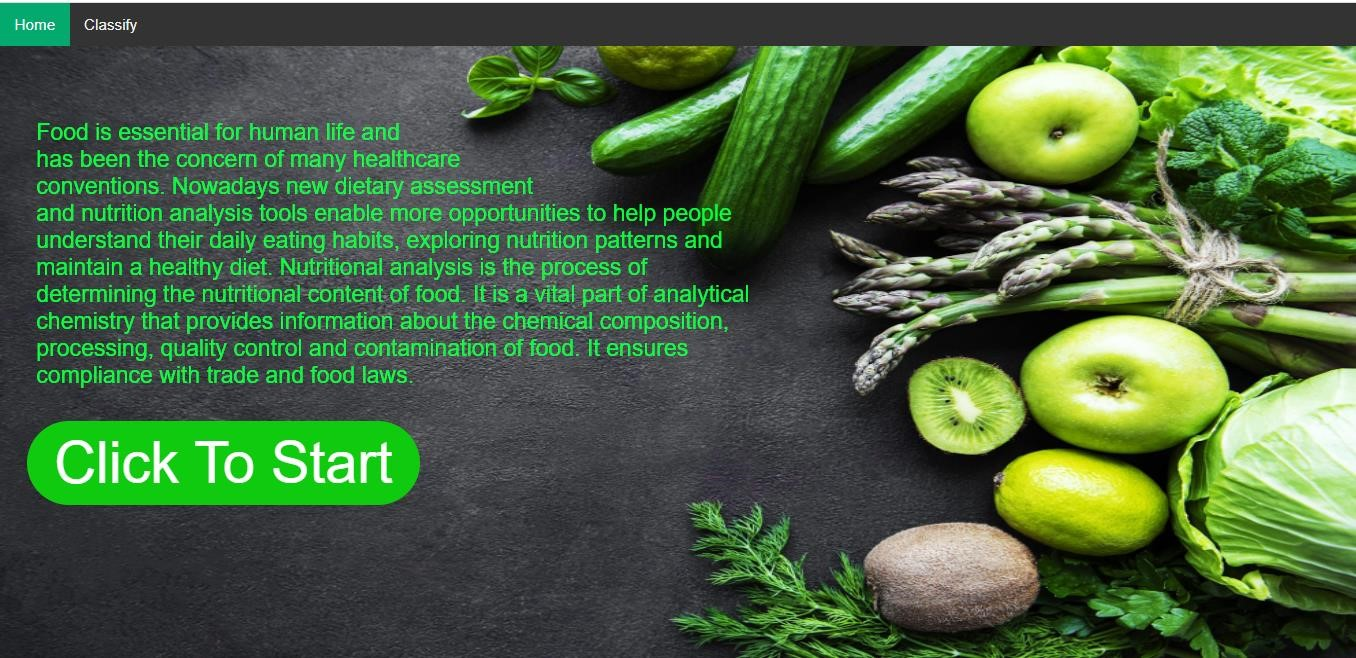 Home Classify
Food is essential for human life and
has been the concern of many healthcare
conventions. Nowadays new dietary assessment
and nutrition analysis tools enable more opportunities to help people
understand their daily eating habits, exploring nutrition patterns and
maintain a healthy diet. Nutritional analysis is the process of
determining the nutritional content of food. It is a vital part of analytical
chemistry that provides information about the chemical composition,
processing, quality control and contamination of food. It ensures
compliance with trade and food laws.
Click To Start